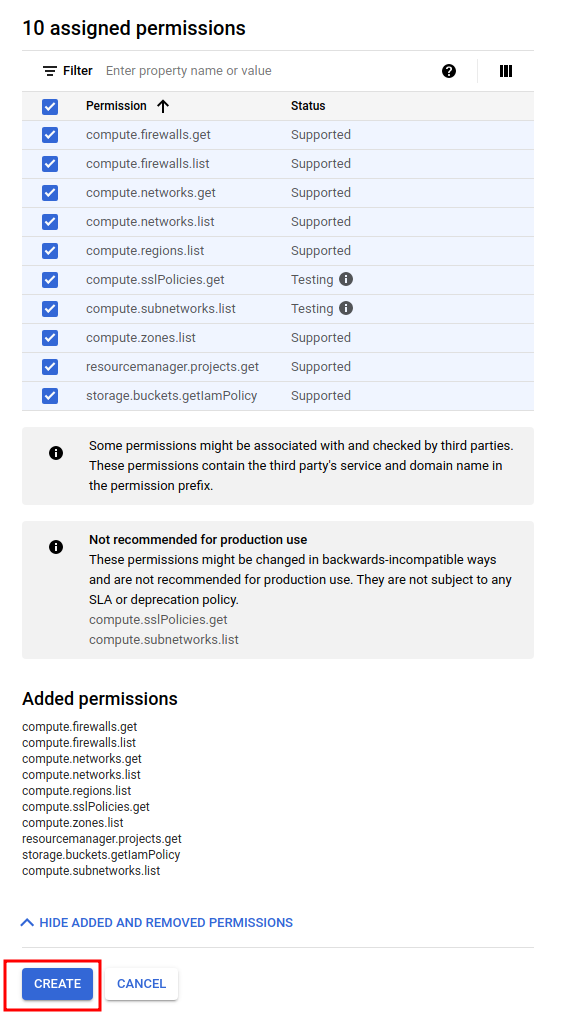 10 assigned permissions
Filter Enter property name or value
Permission Status
compute.firewalls.get Supported
compute.firewalls.list Supported
compute.networks.get Supported
compute.networks.list Supported
compute.regions.list Supported
compute.sslPolicies.get Testing
compute.subnetworks.list Testing
compute.zones.list Supported
resourcemanager.projects.get Supported
storage.buckets.getIamPolicy Supported
Some permissions might be associated with and checked by third parties.
These permissions contain the third party's service and domain name in
the permission prefix.
Not recommended for production use
These permissions might be changed in backwards-incompatible ways
and are not recommended for production use. They are not subject to any
SLA or deprecation policy.
compute.sslPolicies.get
compute.subnetworks.list
Added permissions
compute.firewalls.get
compute.firewalls.list
compute.networks.get
compute.networks.list
compute.regions.list
compute.sslPolicies.get
compute.zones.list
resourcemanager.projects.get
storage.buckets.getIamPolicy
compute.subnetworks.list
HIDE ADDED AND REMOVED PERMISSIONS
CREATE CANCEL